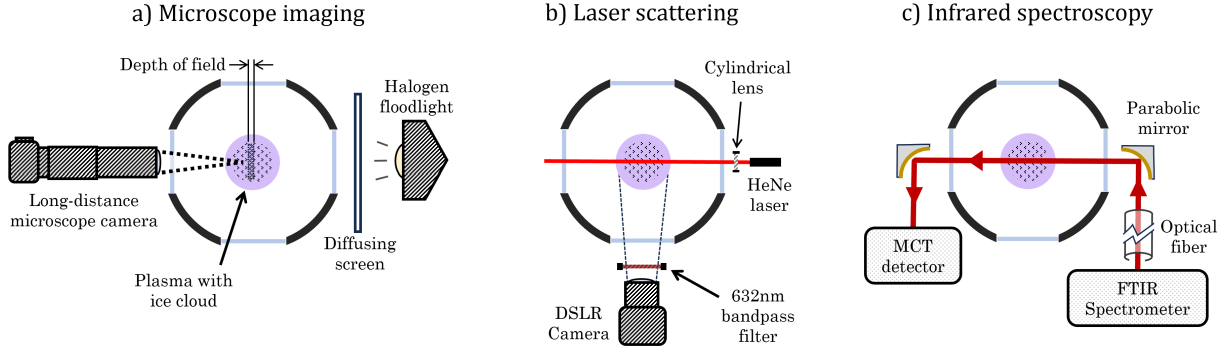 a) Microscope imaging
Depth of field
Halogen
floodlight
Long-distance
microscope camera
Plasma with
ice cloud
Diffusing
screen
b) Laser scattering
Cylindrical
lens
HeNe
laser
DSLR
Camera
632nm
bandpass
filter
c) Infrared spectroscopy
Parabolic
mirror
MCT
detector
Optical
fiber
FTIR
Spectrometer